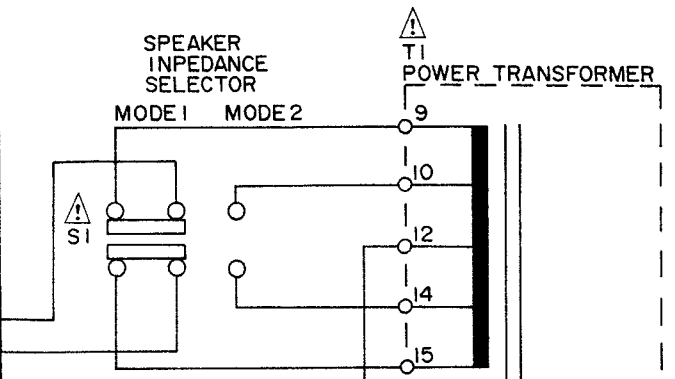 SPEAKER
INPEDANCE
SELECTOR
MODE1 MODE2
!
T1
POWER TRANSFORMER
9
10
!
S1
12
14
15